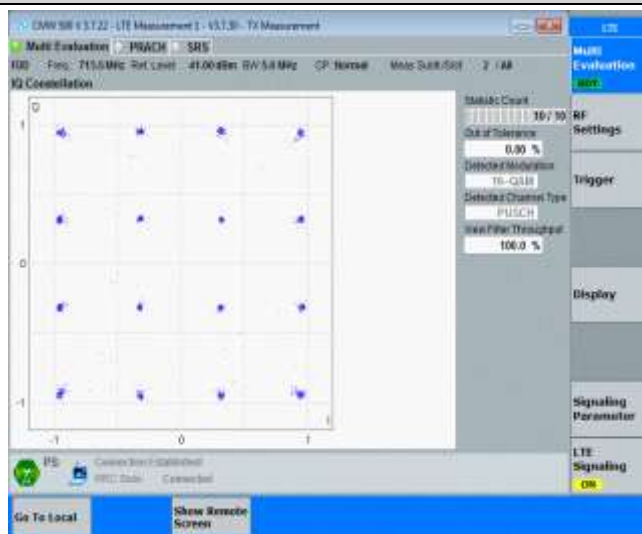 CMW 500 V 3.7.22 - LTE Measurement 1 - V3.7.30 - TX Measurement
LTE
Multi Evaluation PRACH SRS
Multi
Evaluation
RDY
FDD Freq. 713.5 MHz Ref. Level 41.00 dBm BW 5.0 MHz CP Normal Meas Subfr./Slot 2 / All
IQ Constellation
Q
Statistic Count
10 / 10
RF
Settings
1
Out of Tolerance
0.00 %
Detected Modulation
16-QAM
Trigger
Detected Channel Type
PUSCH
View Filter Throughput
100.0 %
0
Display
-1
Signaling
Parameter
I
-1 0 1
PS Connection Established
RRC State Connected
LTE
Signaling
ON
Go To Local
Show Remote
Screen